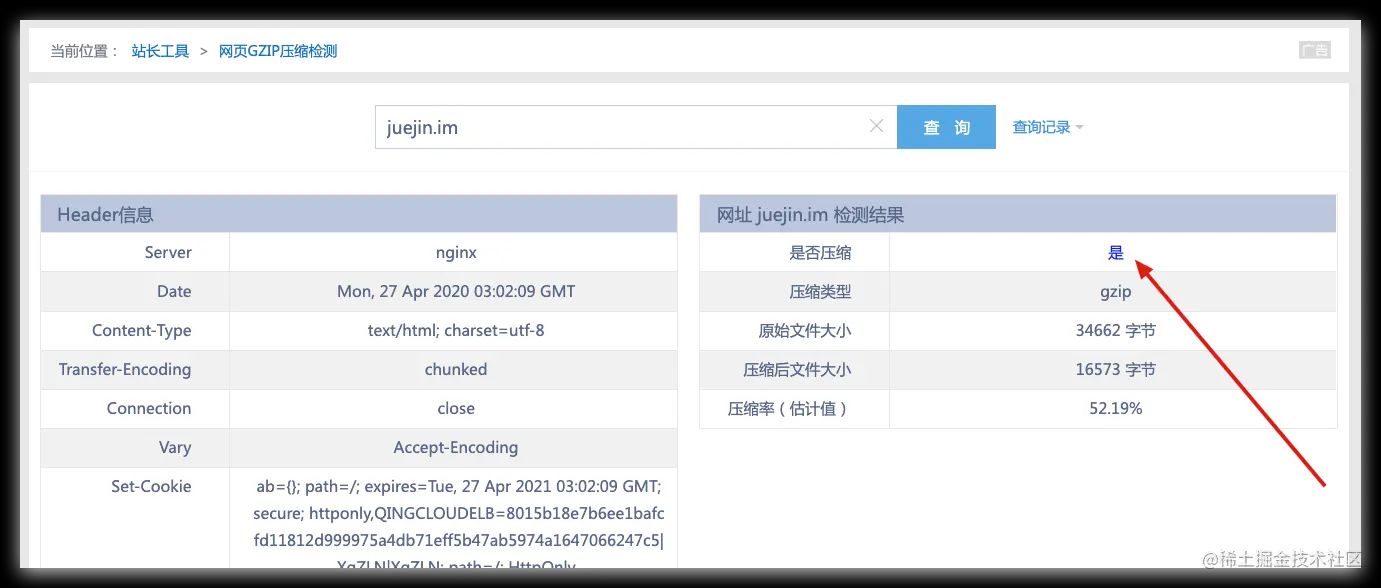 当前位置： 站长工具 > 网页GZIP压缩检测
广告
juejin.im
查 询
查询记录
Header信息
Server nginx
Date Mon, 27 Apr 2020 03:02:09 GMT
Content-Type text/html; charset=utf-8
Transfer-Encoding chunked
Connection close
Vary Accept-Encoding
Set-Cookie ab={}; path=/; expires=Tue, 27 Apr 2021 03:02:09 GMT;
secure; httponly,QINGCLOUDELB=8015b18e7b6ee1bafc
fd11812d999975a4db71eff5b47ab5974a1647066247c5|
XqZLN|XqZLN; path=/; HttpOnly
网址 juejin.im 检测结果
是否压缩 是
压缩类型 gzip
原始文件大小 34662 字节
压缩后文件大小 16573 字节
压缩率（估计值） 52.19%
@稀土掘金技术社区